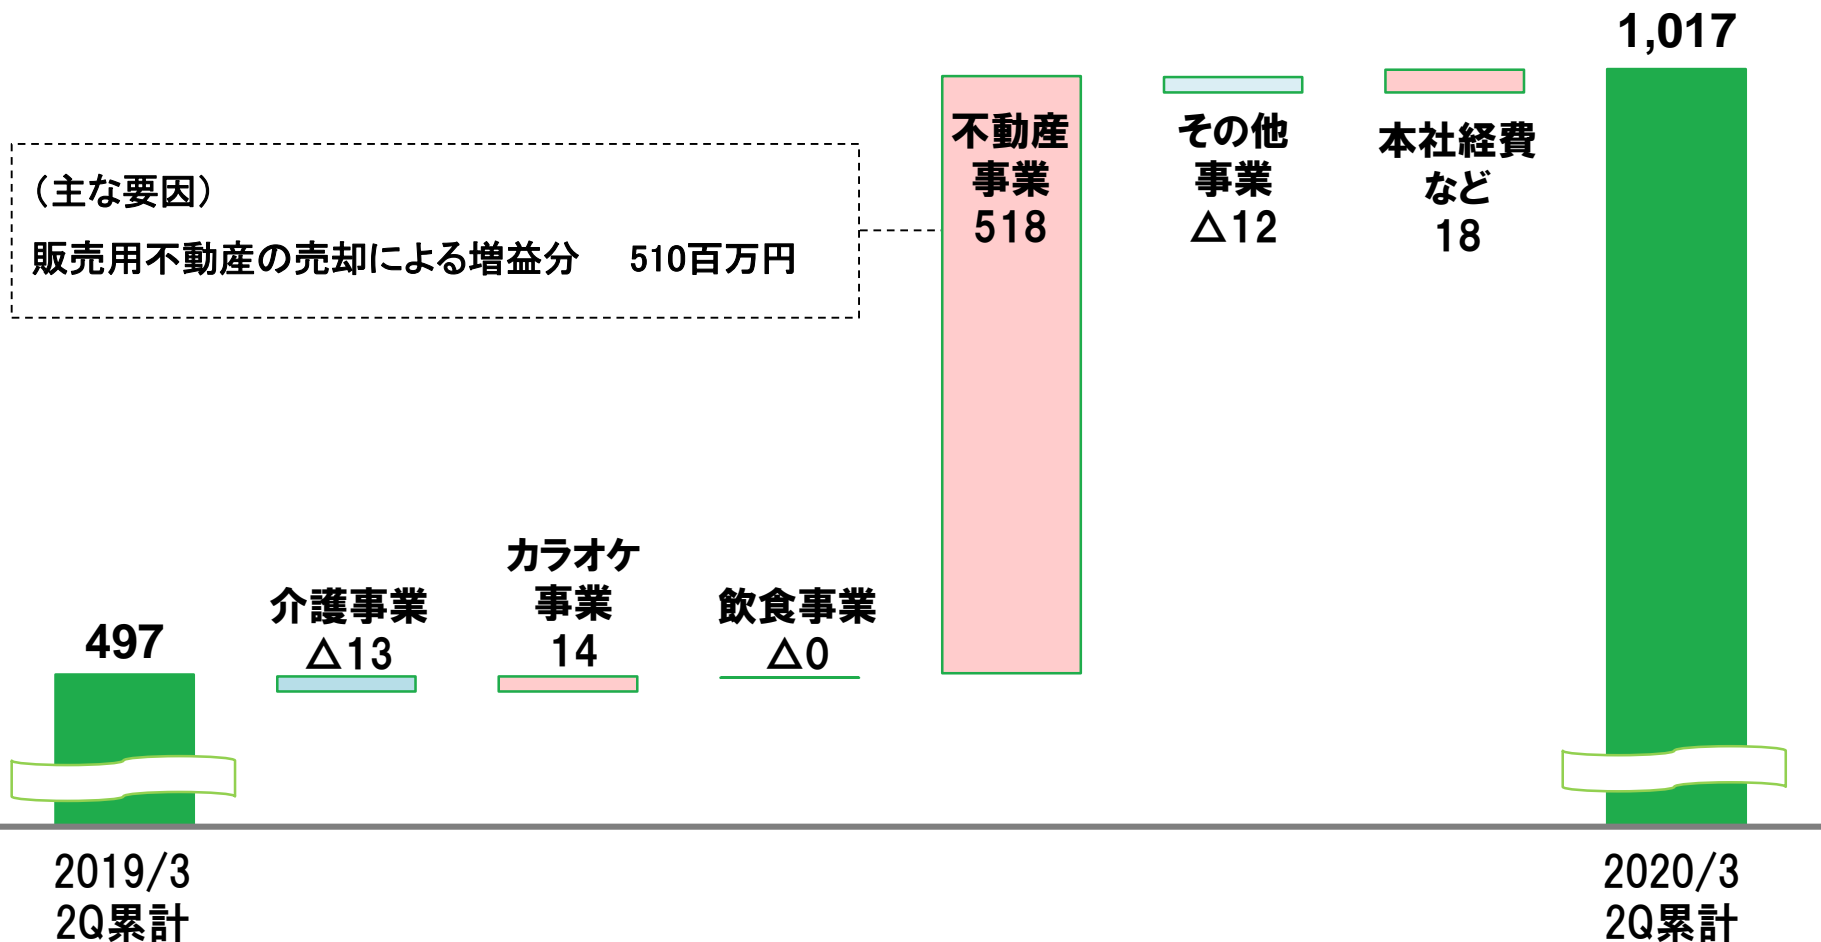 1,017
不動産
事業
518
その他
事業
△12
本社経費
など
18
（主な要因）
販売用不動産の売却による増益分　510百万円
497
介護事業
△13
カラオケ
事業
14
飲食事業
△0
2019/3
2Q累計
2020/3
2Q累計